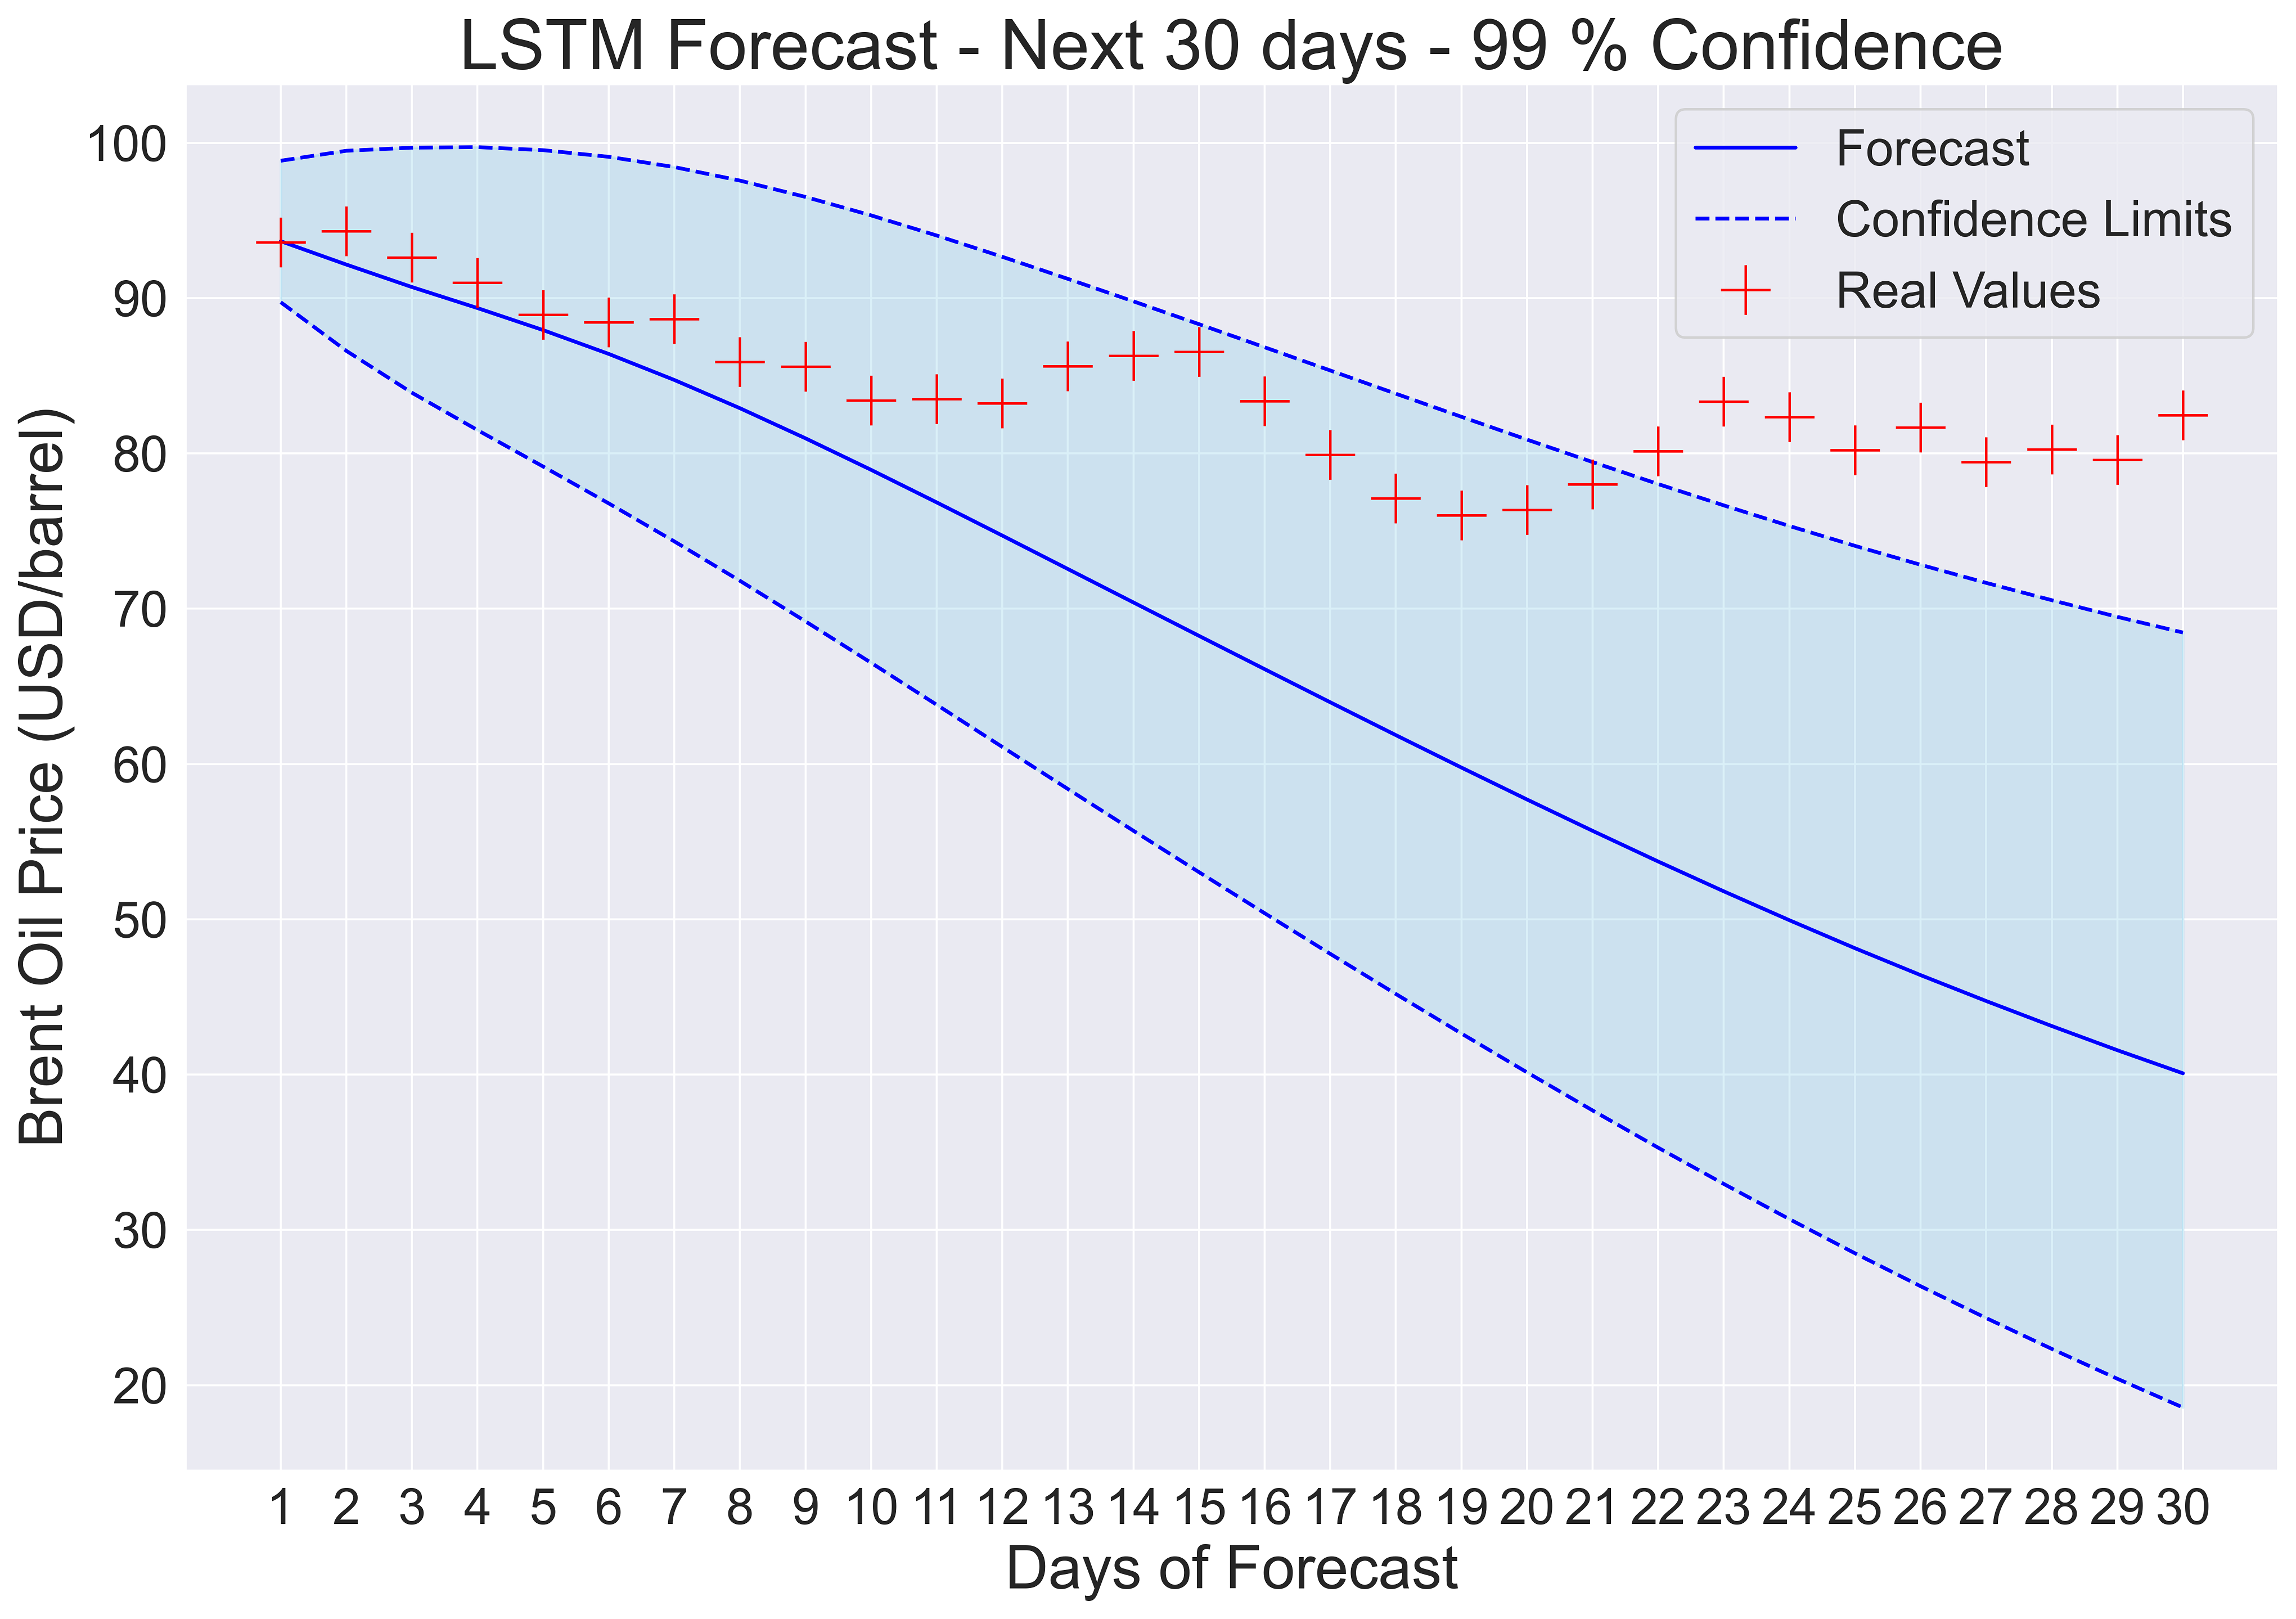 LSTM Forecast - Next 30 days - 99 % Confidence
Forecast
Confidence Limits
Real Values
Brent Oil Price (USD/barrel)
100
90
80
70
60
50
40
30
20
1 2 3 4 5 6 7 8 9 10 11 12 13 14 15 16 17 18 19 20 21 22 23 24 25 26 27 28 29 30
Days of Forecast